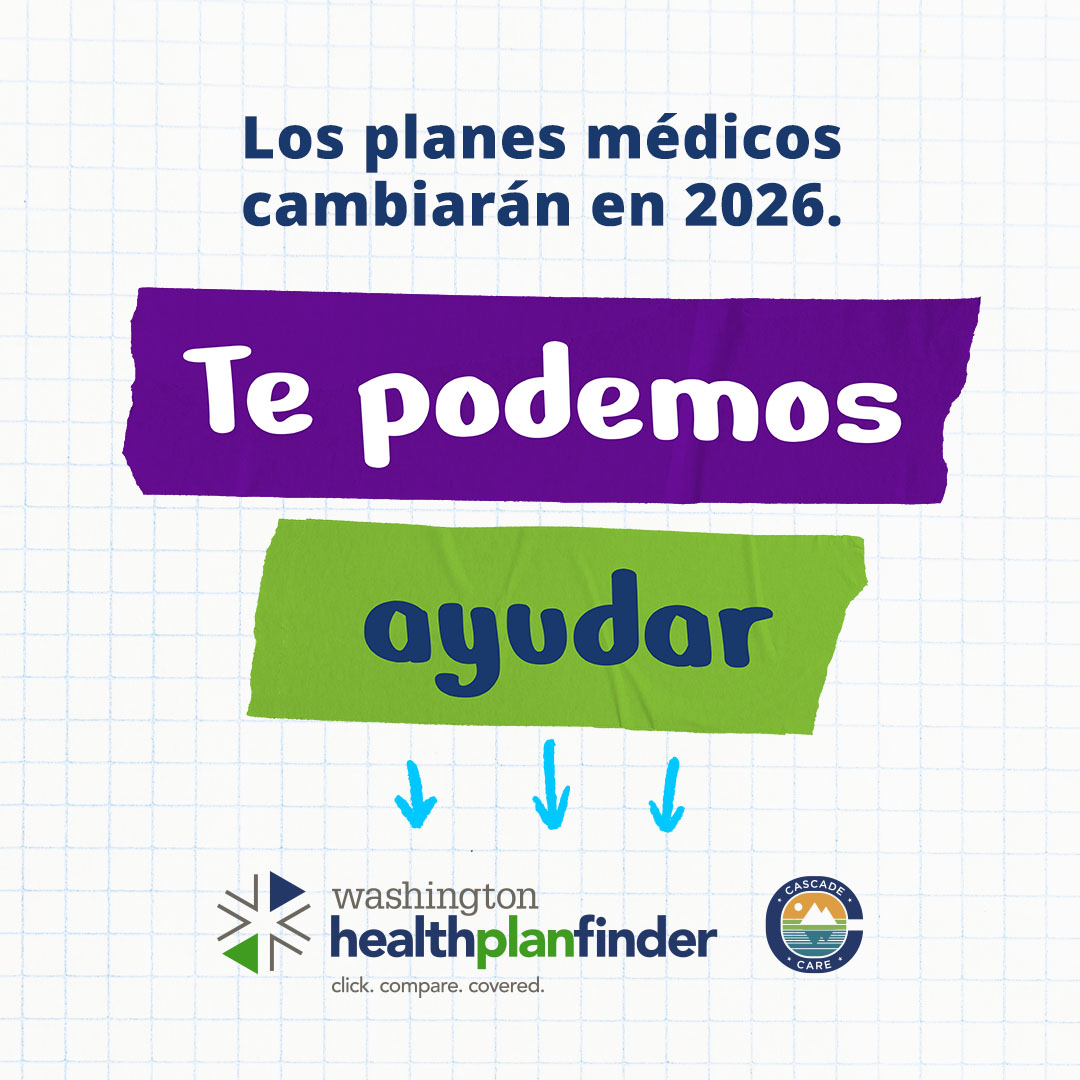 Los planes médicos
cambiarán en 2026.
Te podemos
ayudar
washington
healthplanfinder
click. compare. covered.
CASCADE
CARE